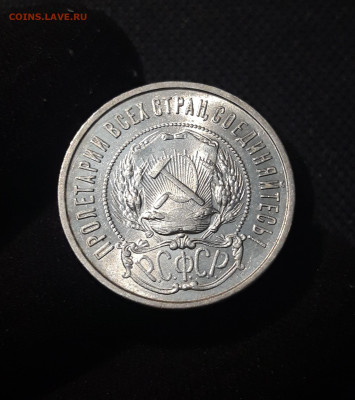 COINS.LAVE.RU
ПРОЛЕТАРИИ ВСЕХ СТРАН, СОЕДИНЯЙТЕСЬ!
РСФСР